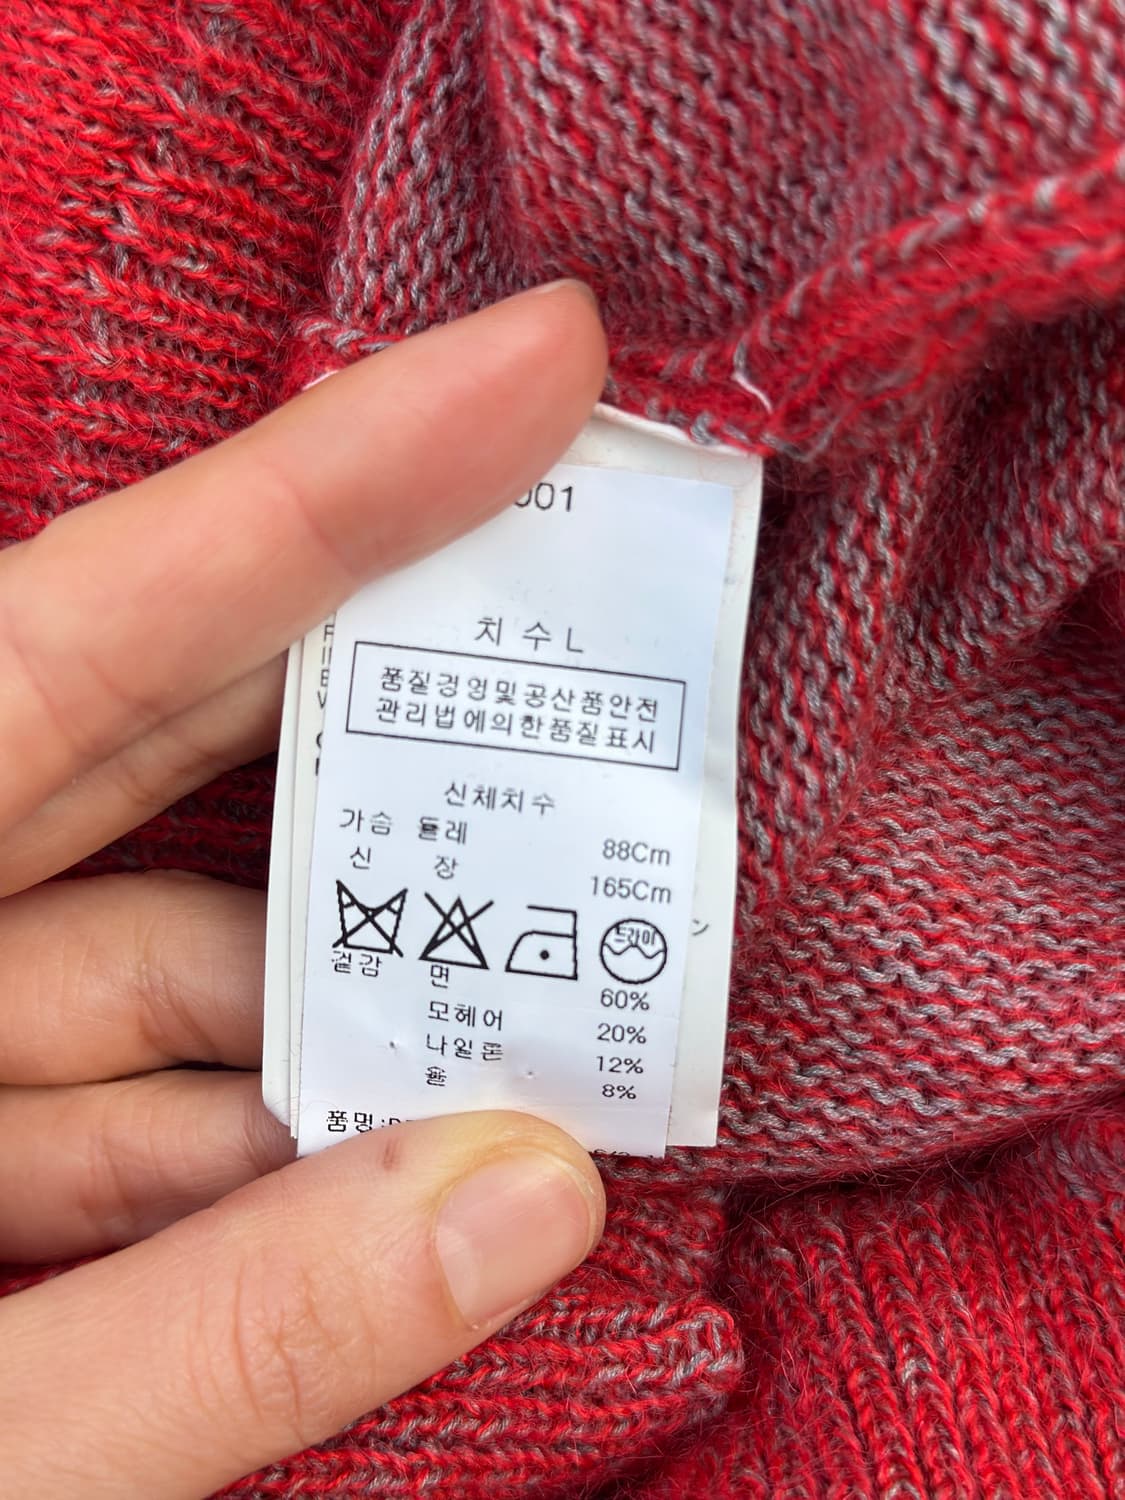 001
치 수 L
품질경영및공산품안전
관리법에의한품질표시
신체치수
가슴 둘레 88Cm
신 장 165Cm
드라이
겉감 면 60%
모헤어 20%
나일론 12%
울 8%
품명: